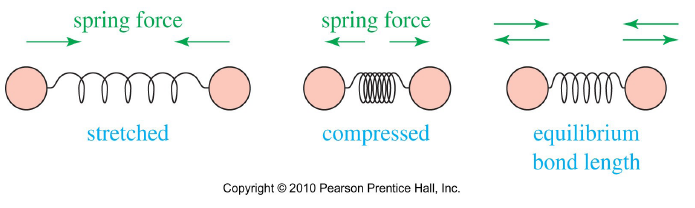 spring force
spring force
stretched
compressed
equilibrium
bond length
Copyright © 2010 Pearson Prentice Hall, Inc.